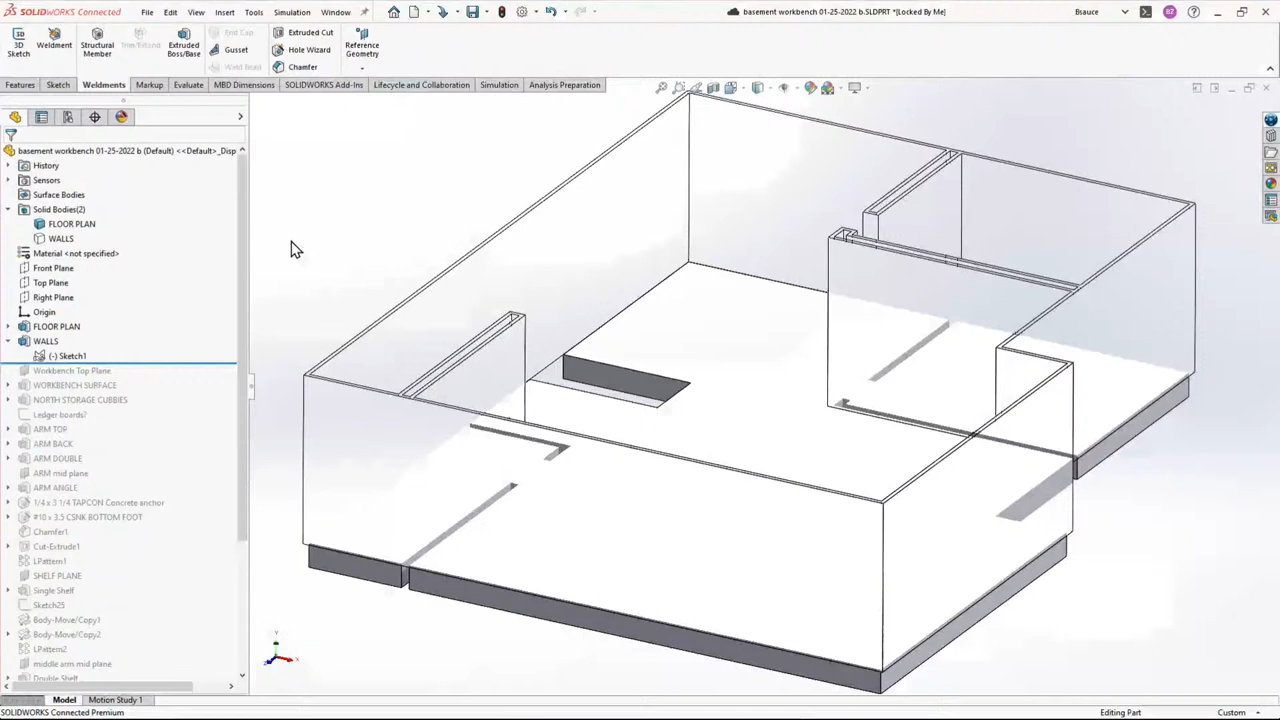 SOLIDWORKS Connected
File Edit View Insert Tools Simulation Window
basement workbench 01-25-2022 b.SLDPRT *[Locked By Me]
Bsauce
BZ
3D Sketch
Weldment
Structural Member
Trim/Extend
Extruded Boss/Base
End Cap
Gusset
Weld Bead
Extruded Cut
Hole Wizard
Chamfer
Reference Geometry
Features Sketch Weldments Markup Evaluate MBD Dimensions SOLIDWORKS Add-Ins Lifecycle and Collaboration Simulation Analysis Preparation
basement workbench 01-25-2022 b (Default) <<Default>_Disp
History
Sensors
Surface Bodies
Solid Bodies(2)
FLOOR PLAN
WALLS
Material <not specified>
Front Plane
Top Plane
Right Plane
Origin
FLOOR PLAN
WALLS
(-) Sketch1
Workbench Top Plane
WORKBENCH SURFACE
NORTH STORAGE CUBBIES
Ledger boards?
ARM TOP
ARM BACK
ARM DOUBLE
ARM mid plane
ARM ANGLE
1/4 x 3 1/4 TAPCON Concrete anchor
#10 x 3.5 CSNK BOTTOM FOOT
Chamfer1
Cut-Extrude1
LPattern1
SHELF PLANE
Single Shelf
Sketch25
Body-Move/Copy1
Body-Move/Copy2
LPattern2
middle arm mid plane
Double Shelf
Model Motion Study 1
SOLIDWORKS Connected Premium
Editing Part
Custom